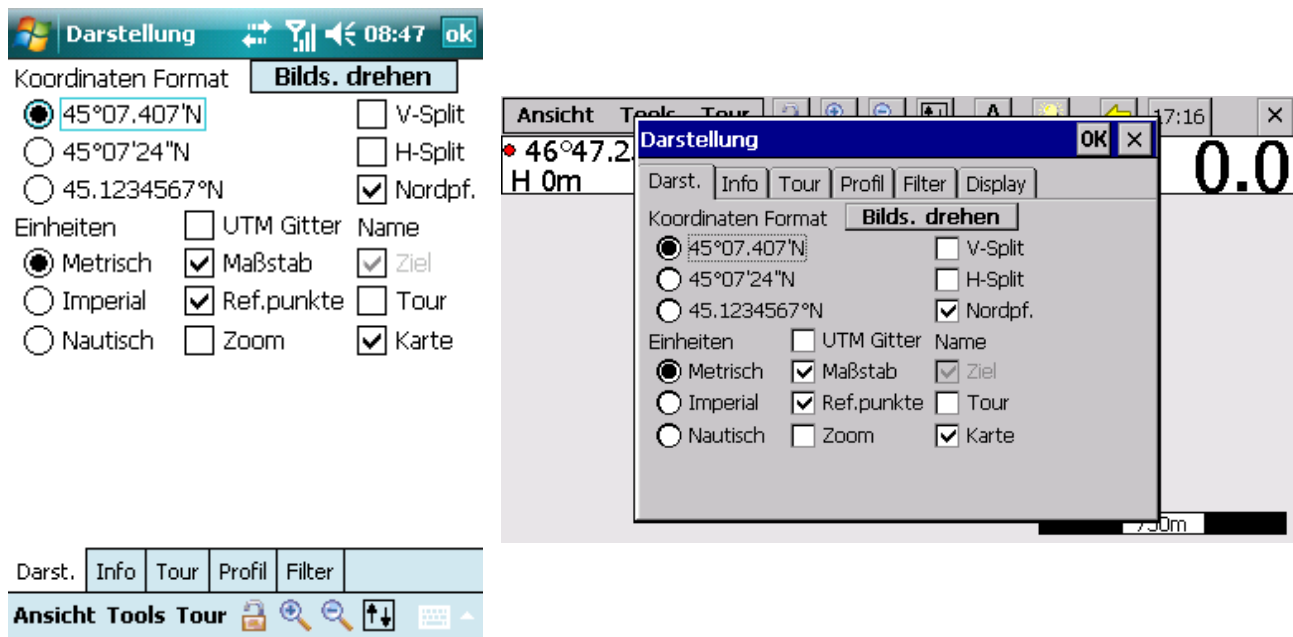 Darstellung 08:47 ok
Koordinaten Format Bilds. drehen
45°07.407'N V-Split
45°07'24"N H-Split
45.1234567°N Nordpf.
Einheiten UTM Gitter Name
Metrisch Maßstab Ziel
Imperial Ref.punkte Tour
Nautisch Zoom Karte
Darst. Info Tour Profil Filter
Ansicht Tools Tour
Ansicht Tools Tour A 17:16
46°47.2
H 0m 0.0
Darstellung OK
Darst. Info Tour Profil Filter Display
Koordinaten Format Bilds. drehen
45°07.407'N V-Split
45°07'24"N H-Split
45.1234567°N Nordpf.
Einheiten UTM Gitter Name
Metrisch Maßstab Ziel
Imperial Ref.punkte Tour
Nautisch Zoom Karte
750m